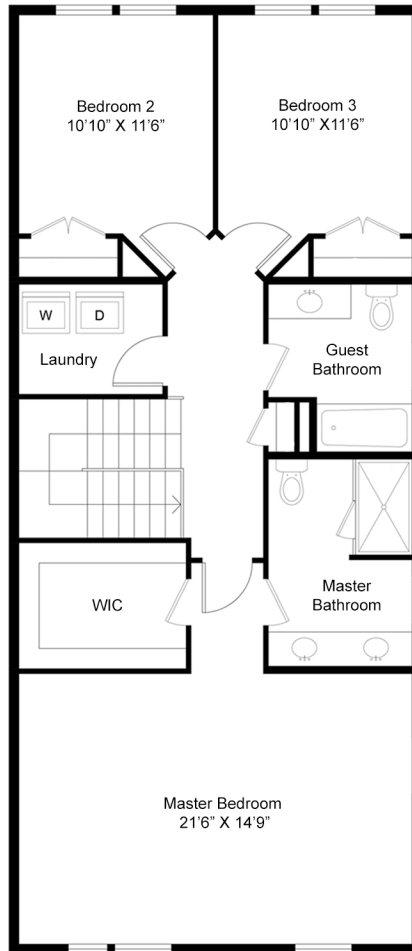 Bedroom 2
10’10” X 11’6”
Bedroom 3
10’10” X11’6”
W
D
Laundry
Guest
Bathroom
WIC
Master
Bathroom
Master Bedroom
21’6” X 14’9”